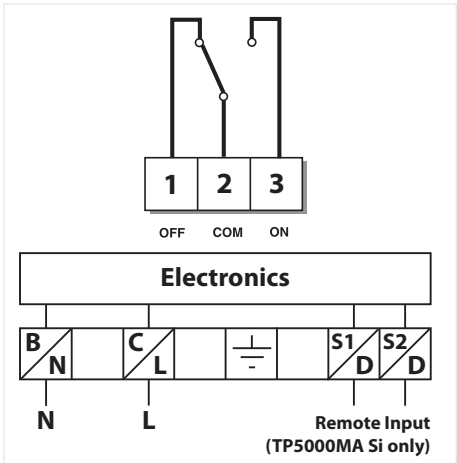 1 2 3
OFF COM ON
Electronics
B N C L S1 D S2 D
N L
Remote Input
(TP5000MA Si only)